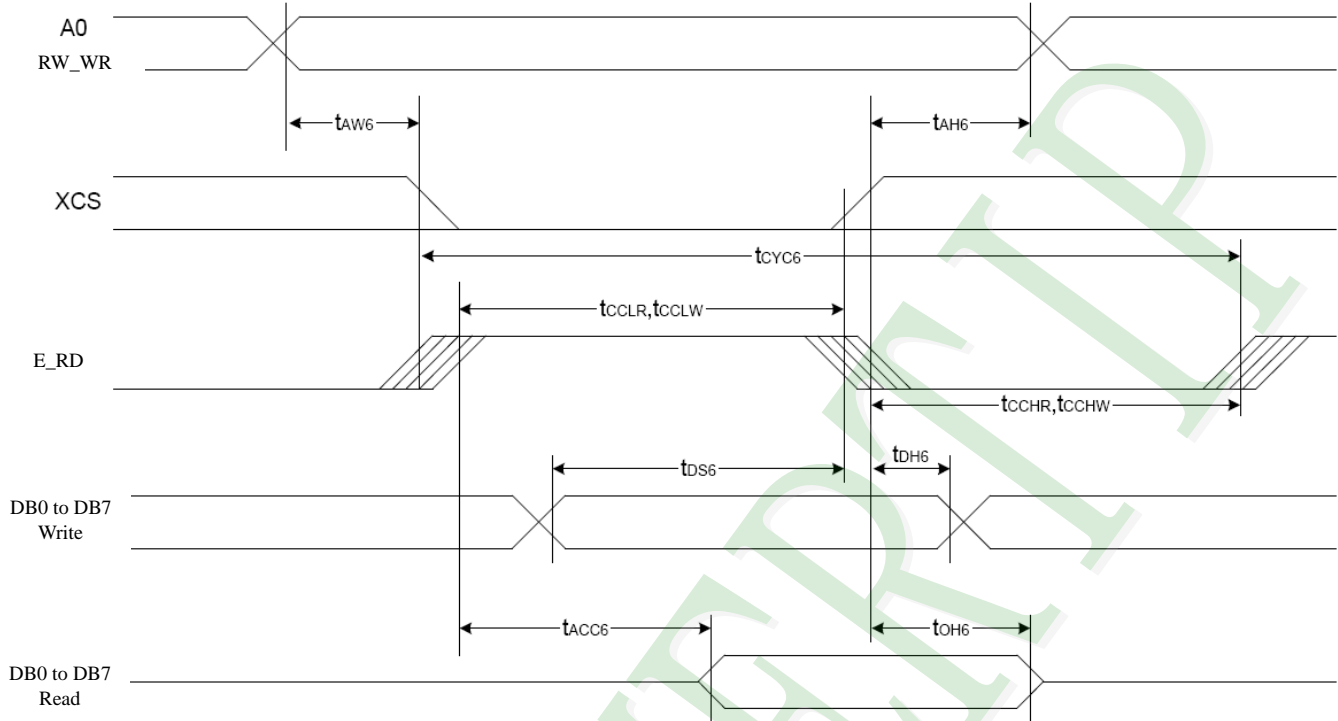 A0
RW_WR
tAW6
tAH6
XCS
tCYC6
tCCLR,tCCLW
E_RD
tCCHR,tCCHW
tDS6
tDH6
DB0 to DB7
Write
tACC6
tOH6
DB0 to DB7
Read
ERTIP